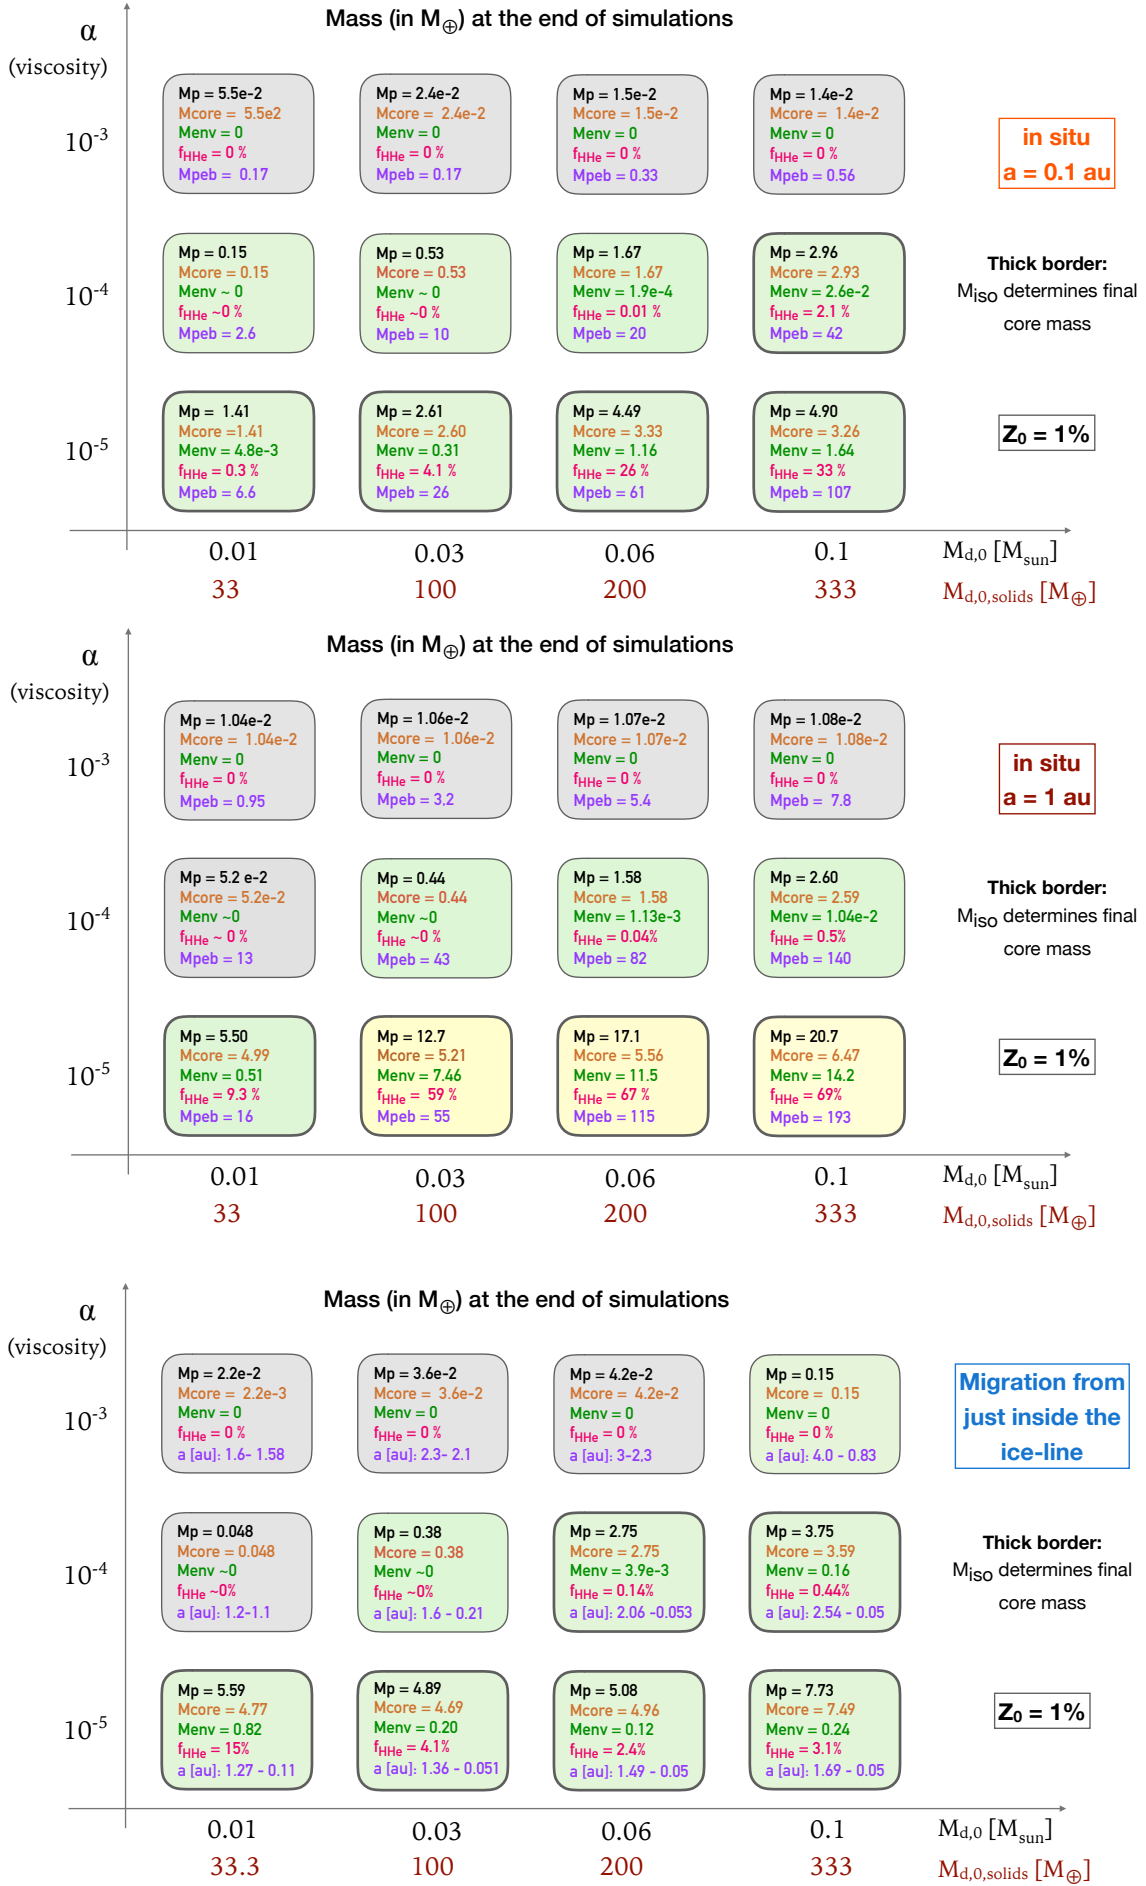 Mass (in M⊕) at the end of simulations
α
(viscosity)
10-3
Mp = 5.5e-2
Mcore = 5.5e2
Menv = 0
fHHe = 0 %
Mpeb = 0.17
Mp = 2.4e-2
Mcore = 2.4e-2
Menv = 0
fHHe = 0 %
Mpeb = 0.17
Mp = 1.5e-2
Mcore = 1.5e-2
Menv = 0
fHHe = 0 %
Mpeb = 0.33
Mp = 1.4e-2
Mcore = 1.4e-2
Menv = 0
fHHe = 0 %
Mpeb = 0.56
in situ
a = 0.1 au
10-4
Mp = 0.15
Mcore = 0.15
Menv ~ 0
fHHe ~0 %
Mpeb = 2.6
Mp = 0.53
Mcore = 0.53
Menv ~ 0
fHHe ~0 %
Mpeb = 10
Mp = 1.67
Mcore = 1.67
Menv = 1.9e-4
fHHe = 0.01 %
Mpeb = 20
Mp = 2.96
Mcore = 2.93
Menv = 2.6e-2
fHHe = 2.1 %
Mpeb = 42
Thick border:
Miso determines final
core mass
10-5
Mp = 1.41
Mcore =1.41
Menv = 4.8e-3
fHHe = 0.3 %
Mpeb = 6.6
Mp = 2.61
Mcore = 2.60
Menv = 0.31
fHHe = 4.1 %
Mpeb = 26
Mp = 4.49
Mcore = 3.33
Menv = 1.16
fHHe = 26 %
Mpeb = 61
Mp = 4.90
Mcore = 3.26
Menv = 1.64
fHHe = 33 %
Mpeb = 107
Z0 = 1%
0.01 0.03 0.06 0.1 Md,0 [Msun]
33 100 200 333 Md,0,solids [M⊕]
Mass (in M⊕) at the end of simulations
α
(viscosity)
10-3
Mp = 1.04e-2
Mcore = 1.04e-2
Menv = 0
fHHe = 0 %
Mpeb = 0.95
Mp = 1.06e-2
Mcore = 1.06e-2
Menv = 0
fHHe = 0 %
Mpeb = 3.2
Mp = 1.07e-2
Mcore = 1.07e-2
Menv = 0
fHHe = 0 %
Mpeb = 5.4
Mp = 1.08e-2
Mcore = 1.08e-2
Menv = 0
fHHe = 0 %
Mpeb = 7.8
in situ
a = 1 au
10-4
Mp = 5.2 e-2
Mcore = 5.2e-2
Menv ~0
fHHe ~ 0 %
Mpeb = 13
Mp = 0.44
Mcore = 0.44
Menv ~0
fHHe ~0 %
Mpeb = 43
Mp = 1.58
Mcore = 1.58
Menv = 1.13e-3
fHHe = 0.04%
Mpeb = 82
Mp = 2.60
Mcore = 2.59
Menv = 1.04e-2
fHHe = 0.5%
Mpeb = 140
Thick border:
Miso determines final
core mass
10-5
Mp = 5.50
Mcore = 4.99
Menv = 0.51
fHHe = 9.3 %
Mpeb = 16
Mp = 12.7
Mcore = 5.21
Menv = 7.46
fHHe = 59 %
Mpeb = 55
Mp = 17.1
Mcore = 5.56
Menv = 11.5
fHHe = 67 %
Mpeb = 115
Mp = 20.7
Mcore = 6.47
Menv = 14.2
fHHe = 69%
Mpeb = 193
Z0 = 1%
0.01 0.03 0.06 0.1 Md,0 [Msun]
33 100 200 333 Md,0,solids [M⊕]
Mass (in M⊕) at the end of simulations
α
(viscosity)
10-3
Mp = 2.2e-2
Mcore = 2.2e-3
Menv = 0
fHHe = 0 %
a [au]: 1.6- 1.58
Mp = 3.6e-2
Mcore = 3.6e-2
Menv = 0
fHHe = 0 %
a [au]: 2.3- 2.1
Mp = 4.2e-2
Mcore = 4.2e-2
Menv = 0
fHHe = 0 %
a [au]: 3-2.3
Mp = 0.15
Mcore = 0.15
Menv = 0
fHHe = 0 %
a [au]: 4.0 - 0.83
Migration from
just inside the
ice-line
10-4
Mp = 0.048
Mcore = 0.048
Menv ~0
fHHe ~0%
a [au]: 1.2-1.1
Mp = 0.38
Mcore = 0.38
Menv ~0
fHHe ~0%
a [au]: 1.6 - 0.21
Mp = 2.75
Mcore = 2.75
Menv = 3.9e-3
fHHe = 0.14%
a [au]: 2.06 -0.053
Mp = 3.75
Mcore = 3.59
Menv = 0.16
fHHe = 0.44%
a [au]: 2.54 - 0.05
Thick border:
Miso determines final
core mass
10-5
Mp = 5.59
Mcore = 4.77
Menv = 0.82
fHHe = 15%
a [au]: 1.27 - 0.11
Mp = 4.89
Mcore = 4.69
Menv = 0.20
fHHe = 4.1%
a [au]: 1.36 - 0.051
Mp = 5.08
Mcore = 4.96
Menv = 0.12
fHHe = 2.4%
a [au]: 1.49 - 0.05
Mp = 7.73
Mcore = 7.49
Menv = 0.24
fHHe = 3.1%
a [au]: 1.69 - 0.05
Z0 = 1%
0.01 0.03 0.06 0.1 Md,0 [Msun]
33.3 100 200 333 Md,0,solids [M⊕]